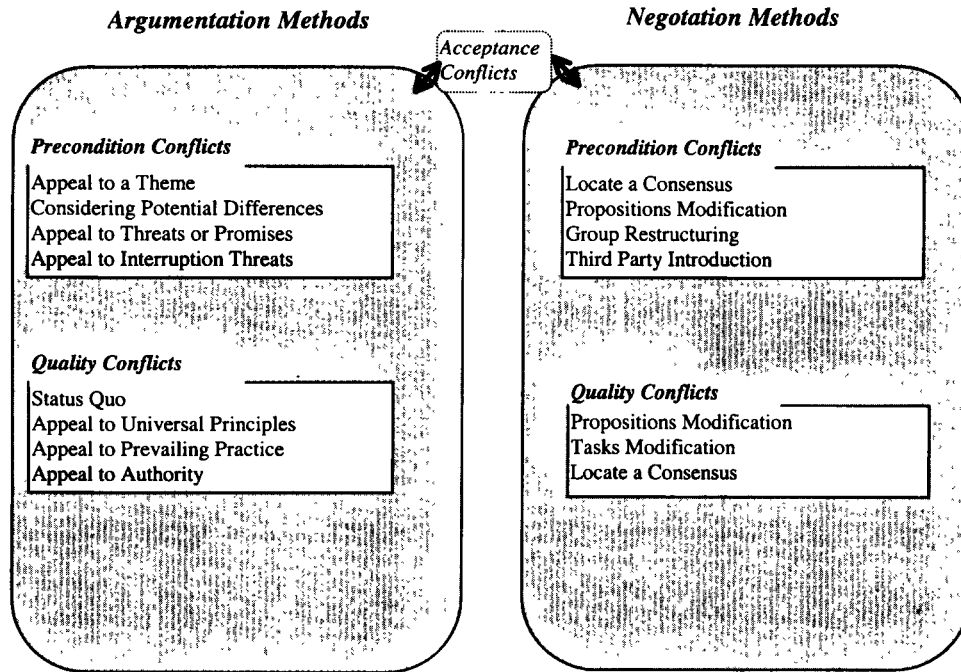 Argumentation Methods
Negotation Methods
Acceptance
Conflicts
Precondition Conflicts
Appeal to a Theme
Considering Potential Differences
Appeal to Threats or Promises
Appeal to Interruption Threats
Quality Conflicts
Status Quo
Appeal to Universal Principles
Appeal to Prevailing Practice
Appeal to Authority
Precondition Conflicts
Locate a Consensus
Propositions Modification
Group Restructuring
Third Party Introduction
Quality Conflicts
Propositions Modification
Tasks Modification
Locate a Consensus